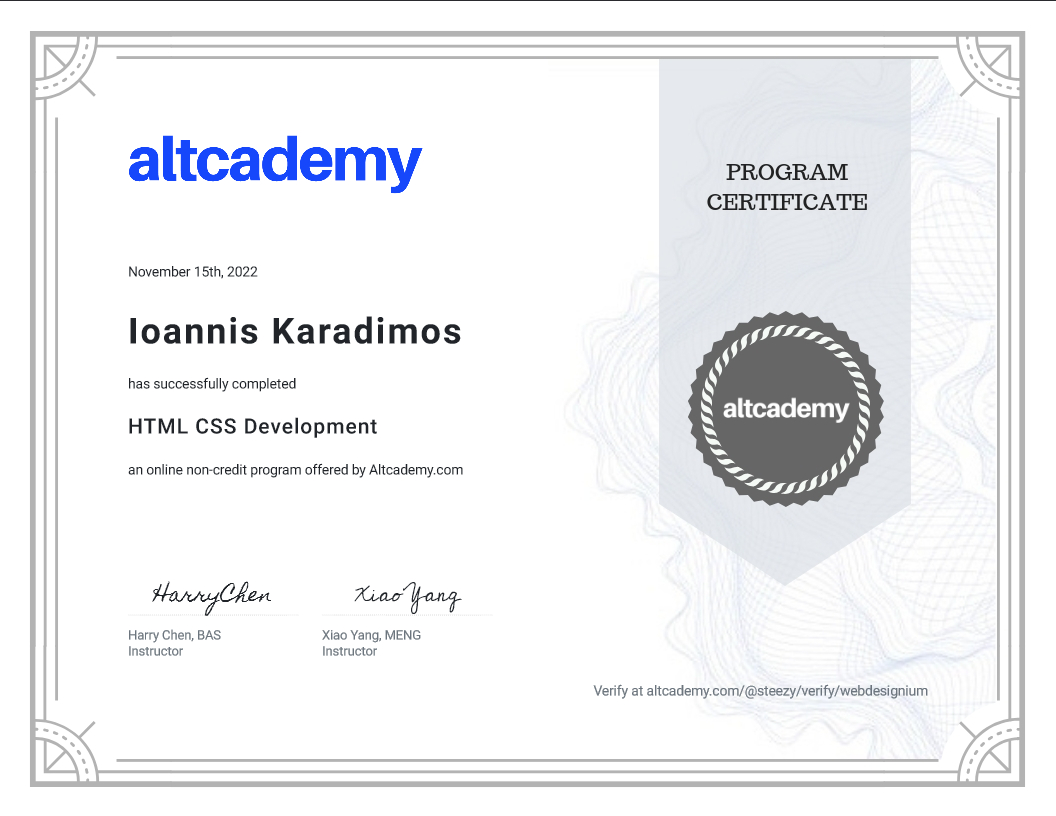 altcademy
PROGRAM
CERTIFICATE
November 15th, 2022
Ioannis Karadimos
has successfully completed
HTML CSS Development
an online non-credit program offered by Altcademy.com
altcademy
HarryChen
Xiao Yang
Harry Chen, BAS
Instructor
Xiao Yang, MENG
Instructor
Verify at altcademy.com/@steezy/verify/webdesignium